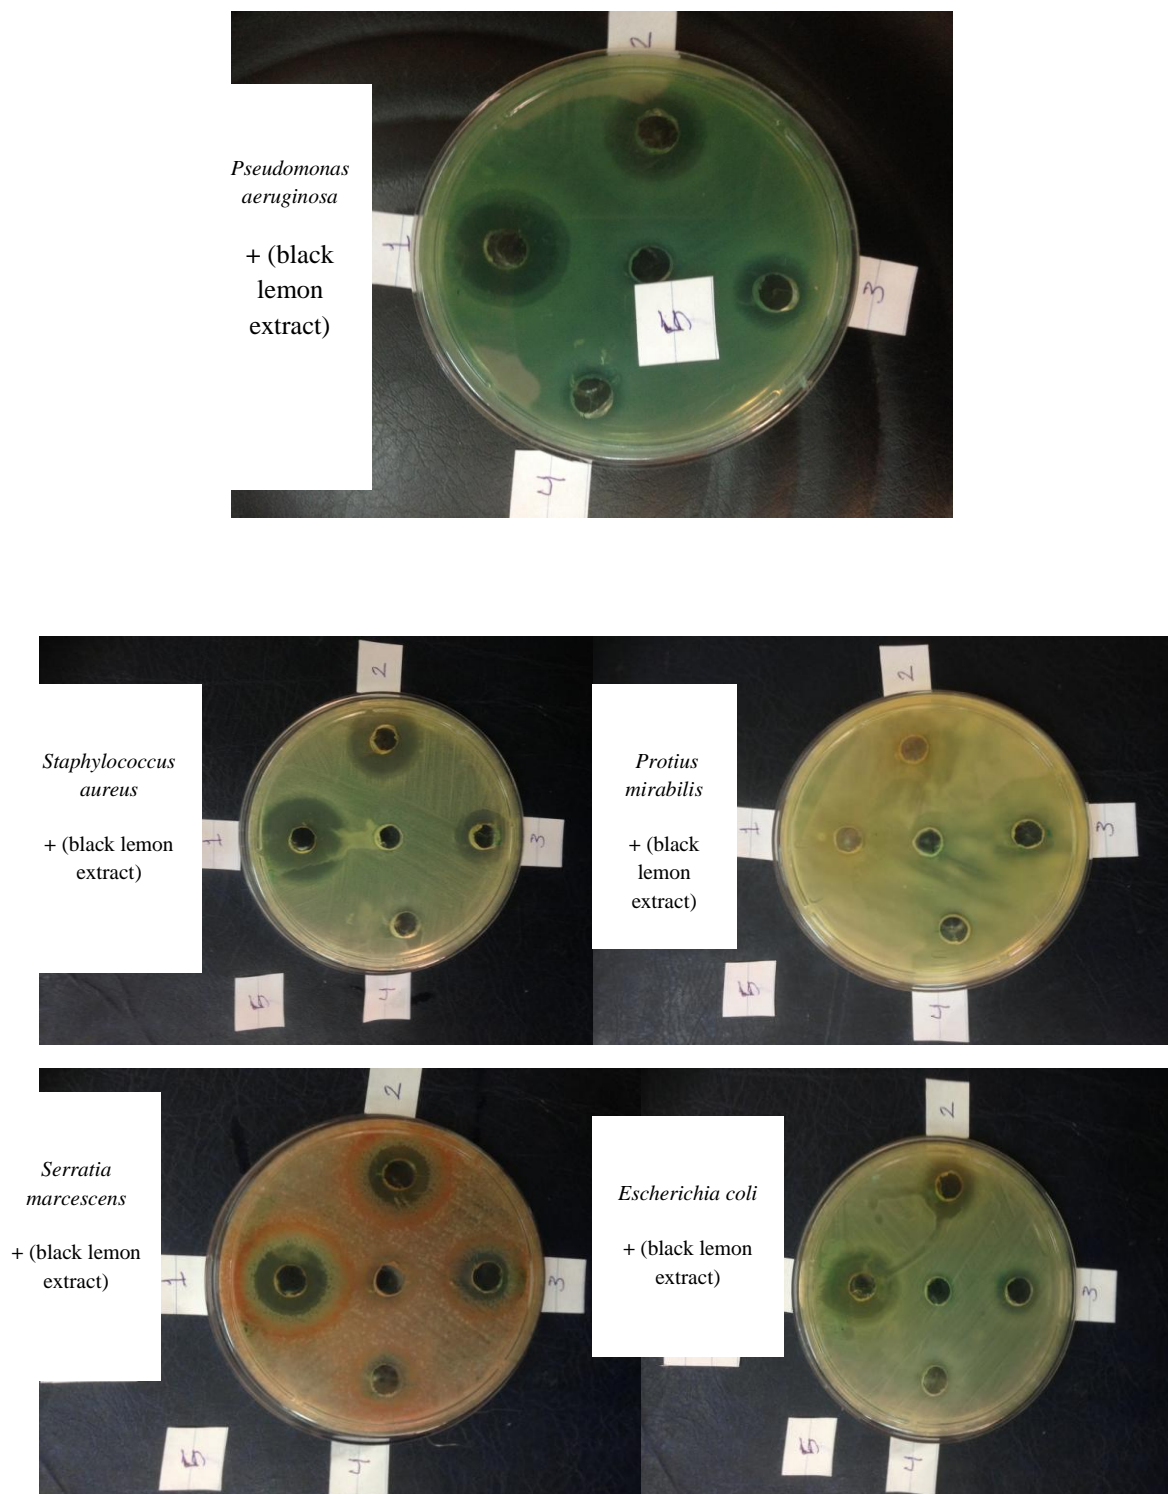 2
Pseudomonas
aeruginosa
+ (black
lemon
extract)
1
3
5
4
2
Staphylococcus
aureus
+ (black lemon
extract)
1
3
5
4
2
Protius
mirabilis
+ (black
lemon
extract)
1
3
5
4
2
Serratia
marcescens
+ (black lemon
extract)
1
3
5
4
2
Escherichia coli
+ (black lemon
extract)
3
5
4